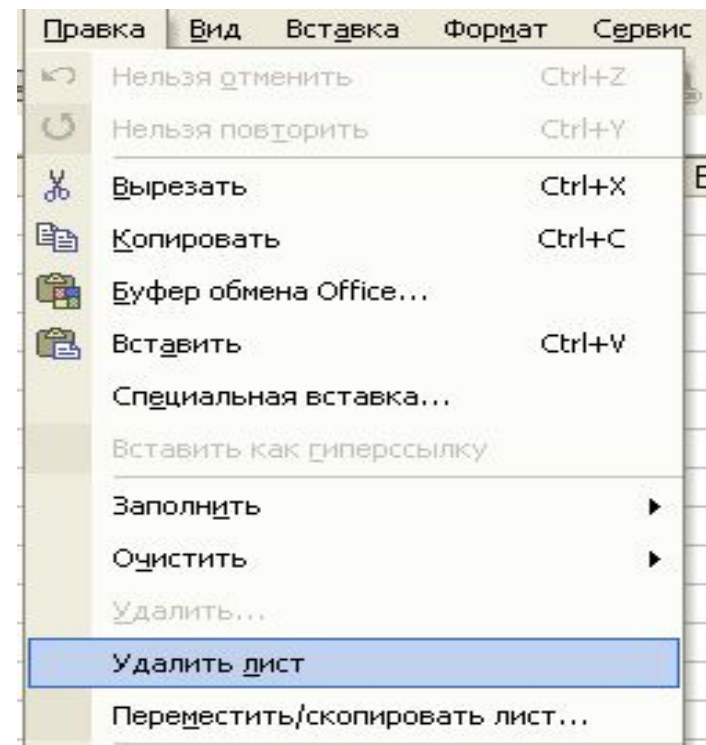 Правка Вид Вставка Формат Сервис
Нельзя отменить Ctrl+Z
Нельзя повторить Ctrl+Y
Вырезать Ctrl+X
Копировать Ctrl+C
Буфер обмена Office...
Вставить Ctrl+V
Специальная вставка...
Вставить как гиперссылку
Заполнить
Очистить
Удалить...
Удалить лист
Переместить/скопировать лист...